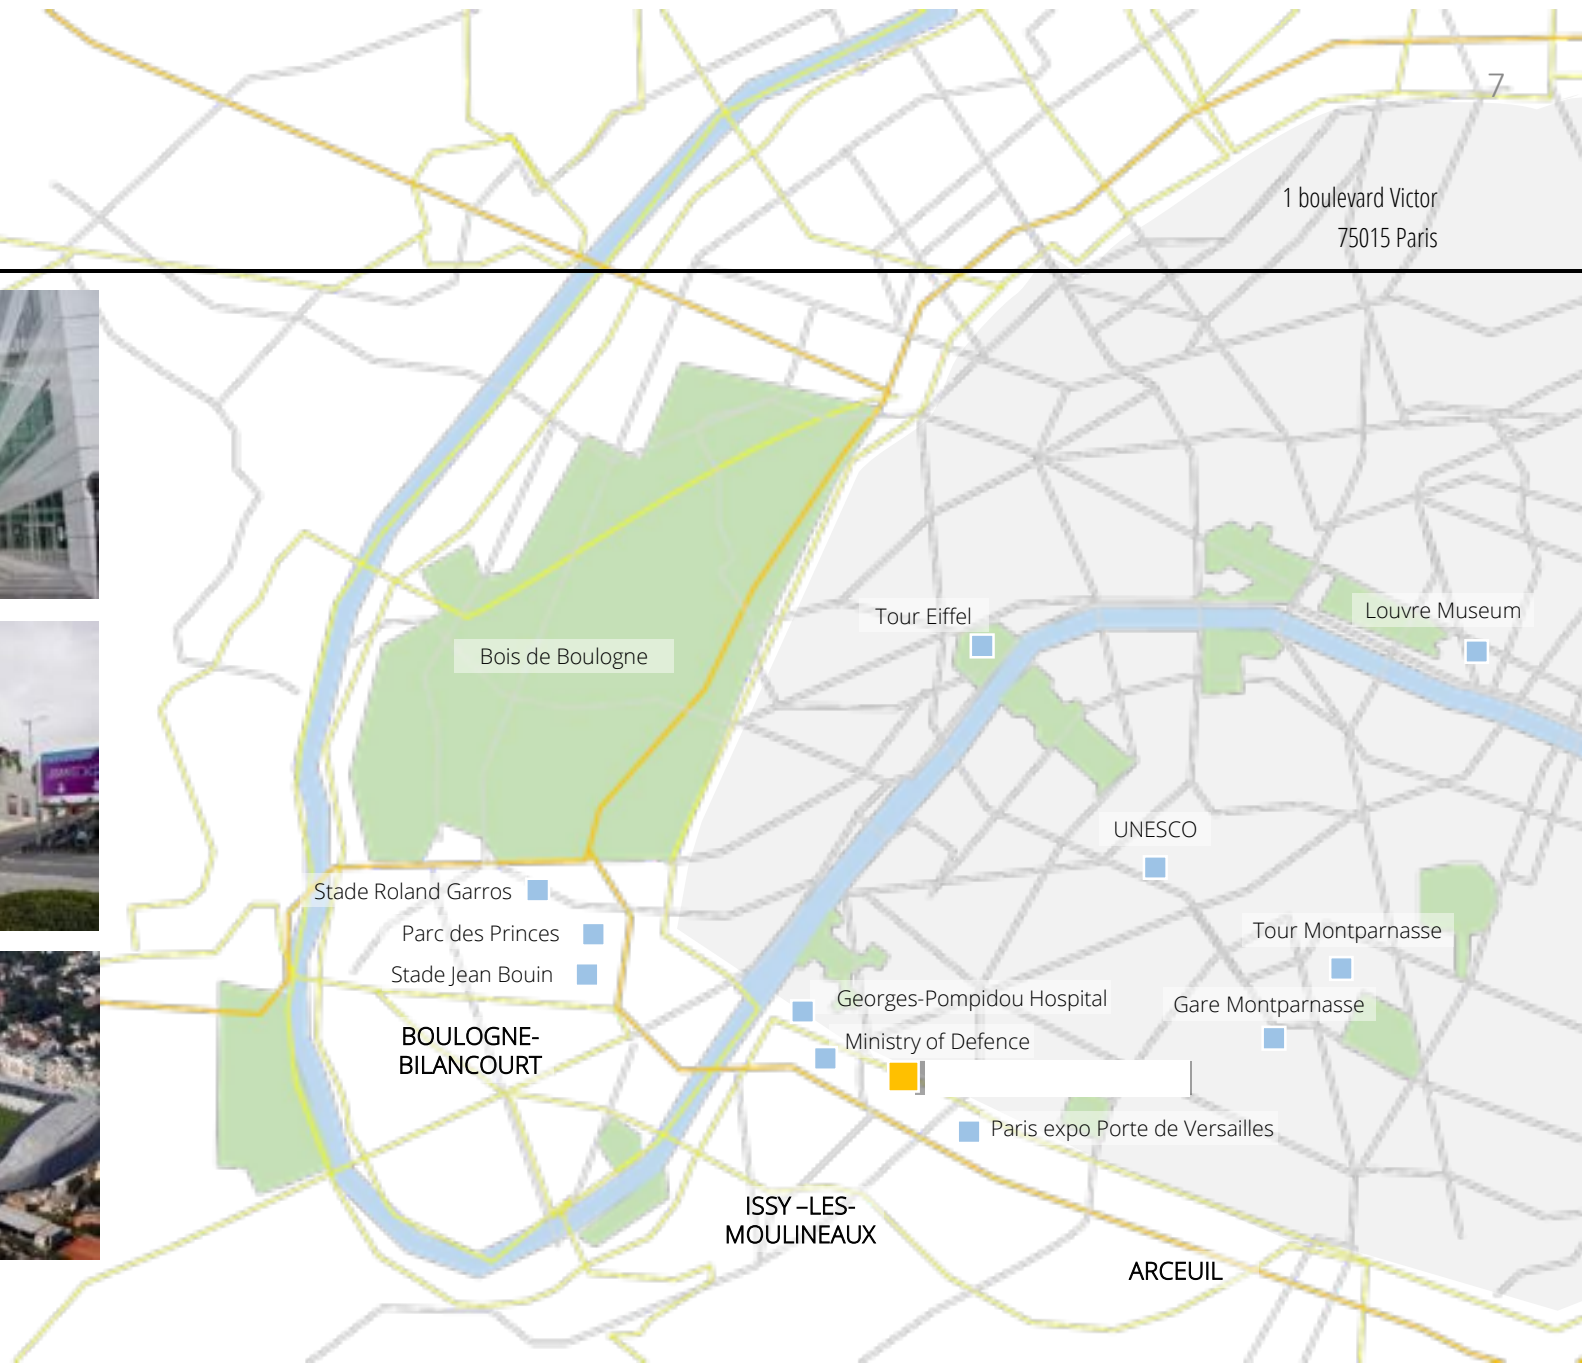 7
1 boulevard Victor
75015 Paris
Tour Eiffel
Louvre Museum
Bois de Boulogne
UNESCO
Stade Roland Garros
Parc des Princes
Tour Montparnasse
Stade Jean Bouin
Georges-Pompidou Hospital
Gare Montparnasse
BOULOGNE-
BILANCOURT
Ministry of Defence
Paris expo Porte de Versailles
ISSY –LES-
MOULINEAUX
ARCEUIL